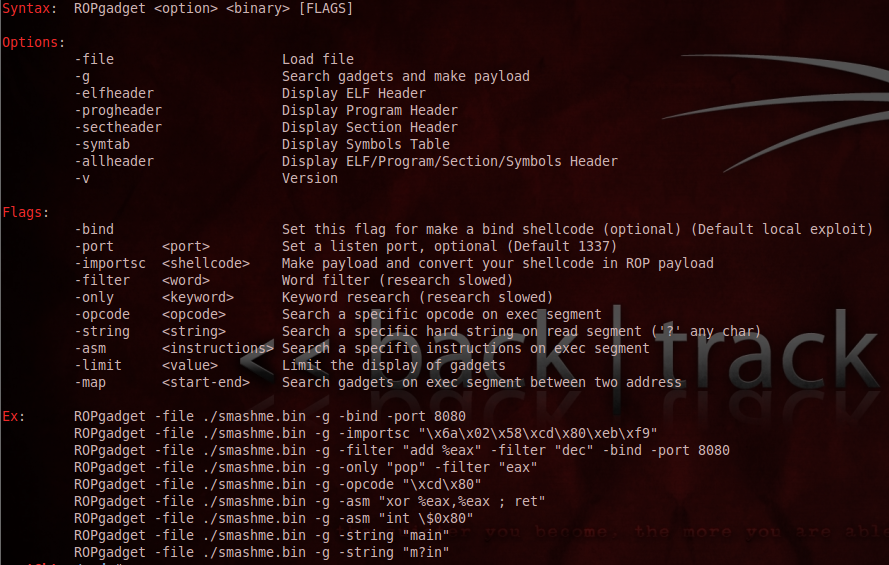 Syntax:  ROPgadget <option> <binary> [FLAGS]
Options:
-file                     Load file
-g                        Search gadgets and make payload
-elfheader                Display ELF Header
-progheader               Display Program Header
-sectheader               Display Section Header
-symtab                   Display Symbols Table
-allheader                Display ELF/Program/Section/Symbols Header
-v                        Version
Flags:
-bind                     Set this flag for make a bind shellcode (optional) (Default local exploit)
-port      <port>         Set a listen port, optional (Default 1337)
-importsc  <shellcode>    Make payload and convert your shellcode in ROP payload
-filter    <word>         Word filter (research slowed)
-only      <keyword>      Keyword research (research slowed)
-opcode    <opcode>       Search a specific opcode on exec segment
-string    <string>       Search a specific hard string on read segment ('?' any char)
-asm       <instructions> Search a specific instructions on exec segment
-limit     <value>        Limit the display of gadgets
-map       <start-end>    Search gadgets on exec segment between two address
<< back | track
Ex:      ROPgadget -file ./smashme.bin -g -bind -port 8080
ROPgadget -file ./smashme.bin -g -importsc "\x6a\x02\x58\xcd\x80\xeb\xf9"
ROPgadget -file ./smashme.bin -g -filter "add %eax" -filter "dec" -bind -port 8080
ROPgadget -file ./smashme.bin -g -only "pop" -filter "eax"
ROPgadget -file ./smashme.bin -g -opcode "\xcd\x80"
ROPgadget -file ./smashme.bin -g -asm "xor %eax,%eax ; ret"
ROPgadget -file ./smashme.bin -g -asm "int \$0x80"
ROPgadget -file ./smashme.bin -g -string "main"
ROPgadget -file ./smashme.bin -g -string "m?in"
you become, the more you are